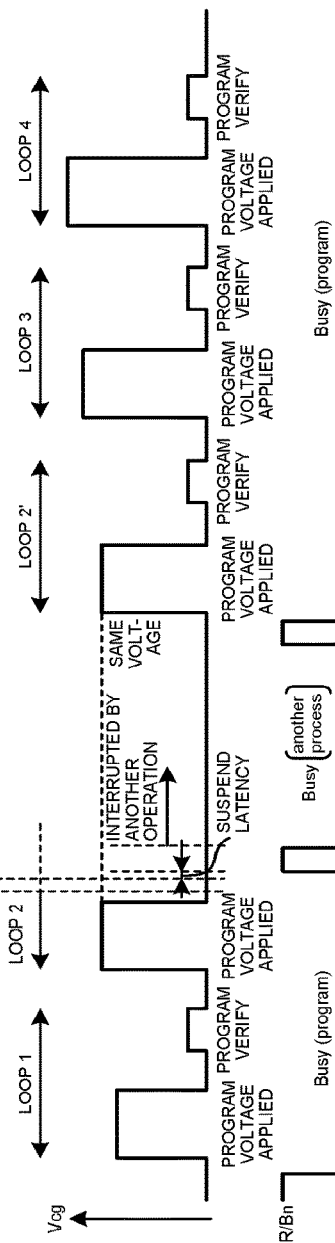 Vcg
LOOP 1
LOOP 2
LOOP 2'
LOOP 3
LOOP 4
INTERRUPTED BY
ANOTHER
OPERATION
SAME
VOLT-
AGE
SUSPEND
LATENCY
PROGRAM
VOLTAGE
APPLIED
PROGRAM
VERIFY
PROGRAM
VOLTAGE
APPLIED
PROGRAM
VOLTAGE
APPLIED
PROGRAM
VERIFY
PROGRAM
VOLTAGE
APPLIED
PROGRAM
VERIFY
PROGRAM
VOLTAGE
APPLIED
PROGRAM
VERIFY
R/Bn
Busy (program)
Busy (another
process)
Busy (program)